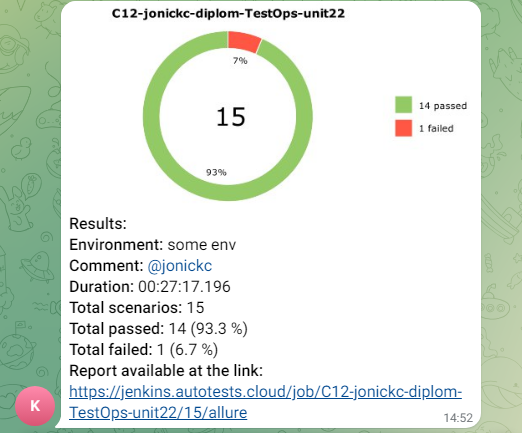 C12-jonickc-diplom-TestOps-unit22
7%
15
93%
14 passed
1 failed
Results:
Environment: some env
Comment: @jonickc
Duration: 00:27:17.196
Total scenarios: 15
Total passed: 14 (93.3 %)
Total failed: 1 (6.7 %)
Report available at the link:
https://jenkins.autotests.cloud/job/C12-jonickc-diplom-
TestOps-unit22/15/allure
K
14:52